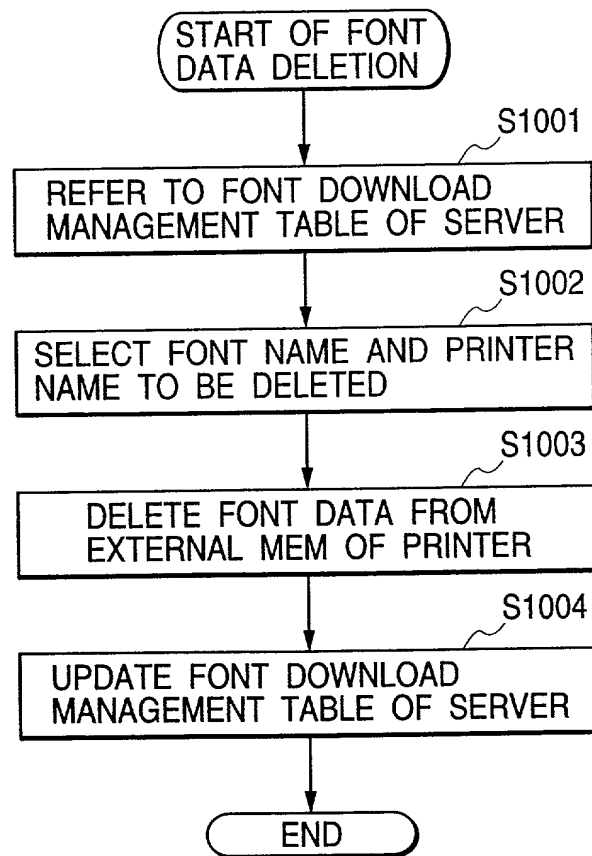 START OF FONT
DATA DELETION
S1001
REFER TO FONT DOWNLOAD
MANAGEMENT TABLE OF SERVER
S1002
SELECT FONT NAME AND PRINTER
NAME TO BE DELETED
S1003
DELETE FONT DATA FROM
EXTERNAL MEM OF PRINTER
S1004
UPDATE FONT DOWNLOAD
MANAGEMENT TABLE OF SERVER
END